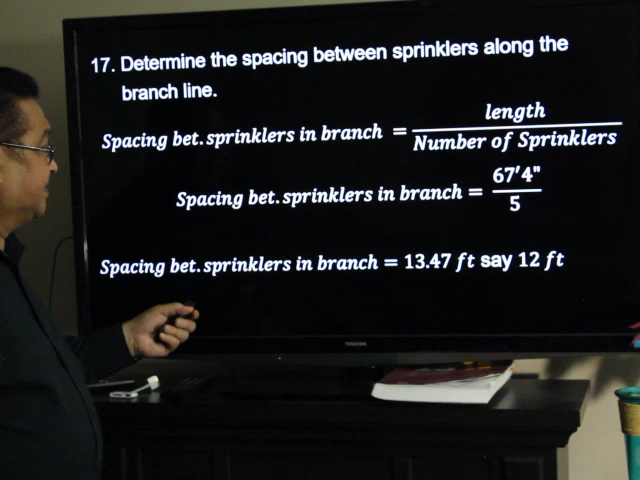 17. Determine the spacing between sprinklers along the
branch line.
Spacing bet. sprinklers in branch = length / Number of Sprinklers
Spacing bet. sprinklers in branch = 67'4" / 5
Spacing bet. sprinklers in branch = 13.47 ft say 12 ft
TOSHIBA